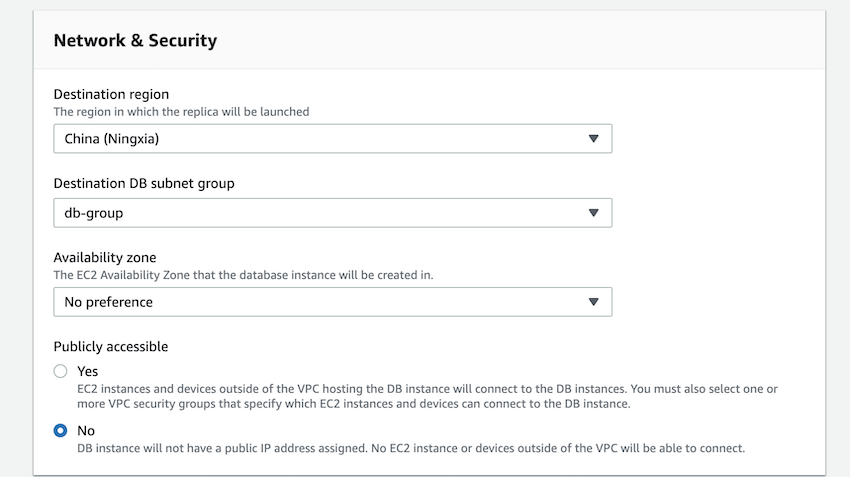 Network & Security
Destination region
The region in which the replica will be launched
China (Ningxia)
Destination DB subnet group
db-group
Availability zone
The EC2 Availability Zone that the database instance will be created in.
No preference
Publicly accessible
Yes
EC2 instances and devices outside of the VPC hosting the DB instance will connect to the DB instances. You must also select one or
more VPC security groups that specify which EC2 instances and devices can connect to the DB instance.
No
DB instance will not have a public IP address assigned. No EC2 instance or devices outside of the VPC will be able to connect.